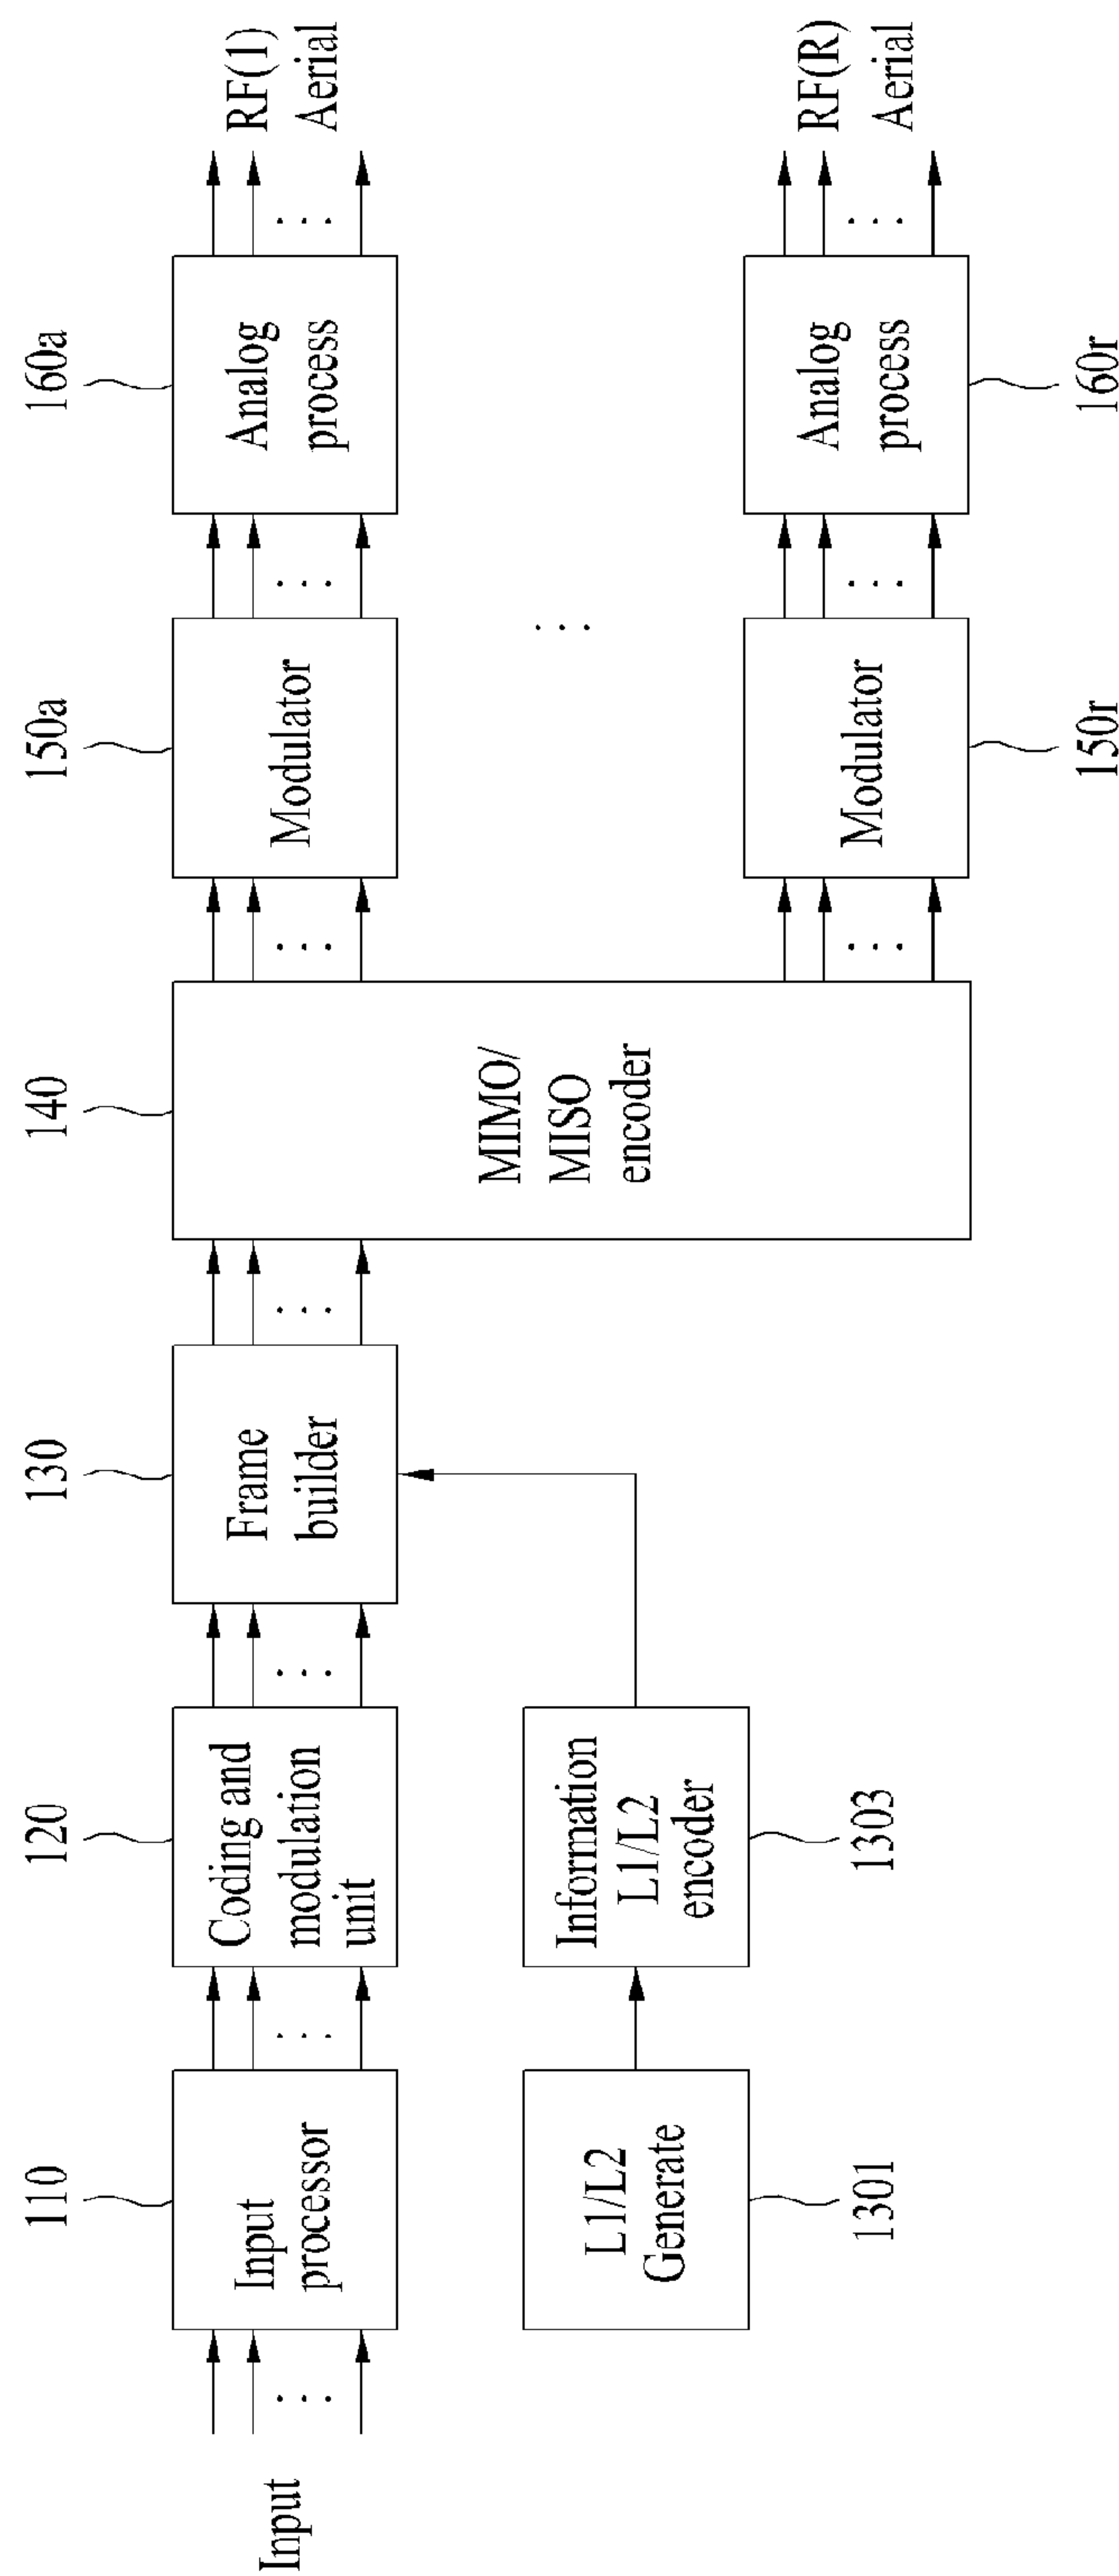 110
120
130
140
150a
160a
Input
Input
processor
Coding and
modulation
unit
Frame
builder
MIMO/
MISO
encoder
Modulator
Analog
process
RF(1)
Aerial
L1/L2
Generate
Information
L1/L2
encoder
1301
1303
Modulator
Analog
process
RF(R)
Aerial
150r
160r